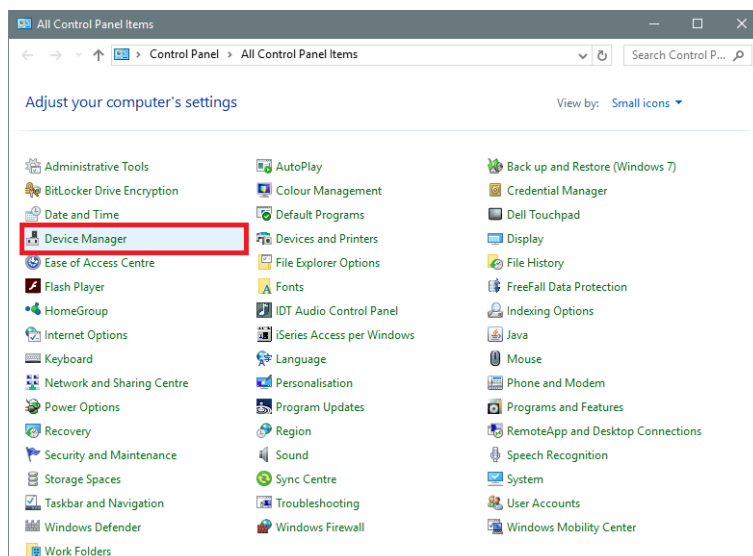 All Control Panel Items
Control Panel > All Control Panel Items
Search Control P...
Adjust your computer's settings
View by: Small icons
Administrative Tools
AutoPlay
Back up and Restore (Windows 7)
BitLocker Drive Encryption
Colour Management
Credential Manager
Date and Time
Default Programs
Dell Touchpad
Device Manager
Devices and Printers
Display
Ease of Access Centre
File Explorer Options
File History
Flash Player
Fonts
FreeFall Data Protection
HomeGroup
IDT Audio Control Panel
Indexing Options
Internet Options
iSeries Access per Windows
Java
Keyboard
Language
Mouse
Network and Sharing Centre
Personalisation
Phone and Modem
Power Options
Program Updates
Programs and Features
Recovery
Region
RemoteApp and Desktop Connections
Security and Maintenance
Sound
Speech Recognition
Storage Spaces
Sync Centre
System
Taskbar and Navigation
Troubleshooting
User Accounts
Windows Defender
Windows Firewall
Windows Mobility Center
Work Folders